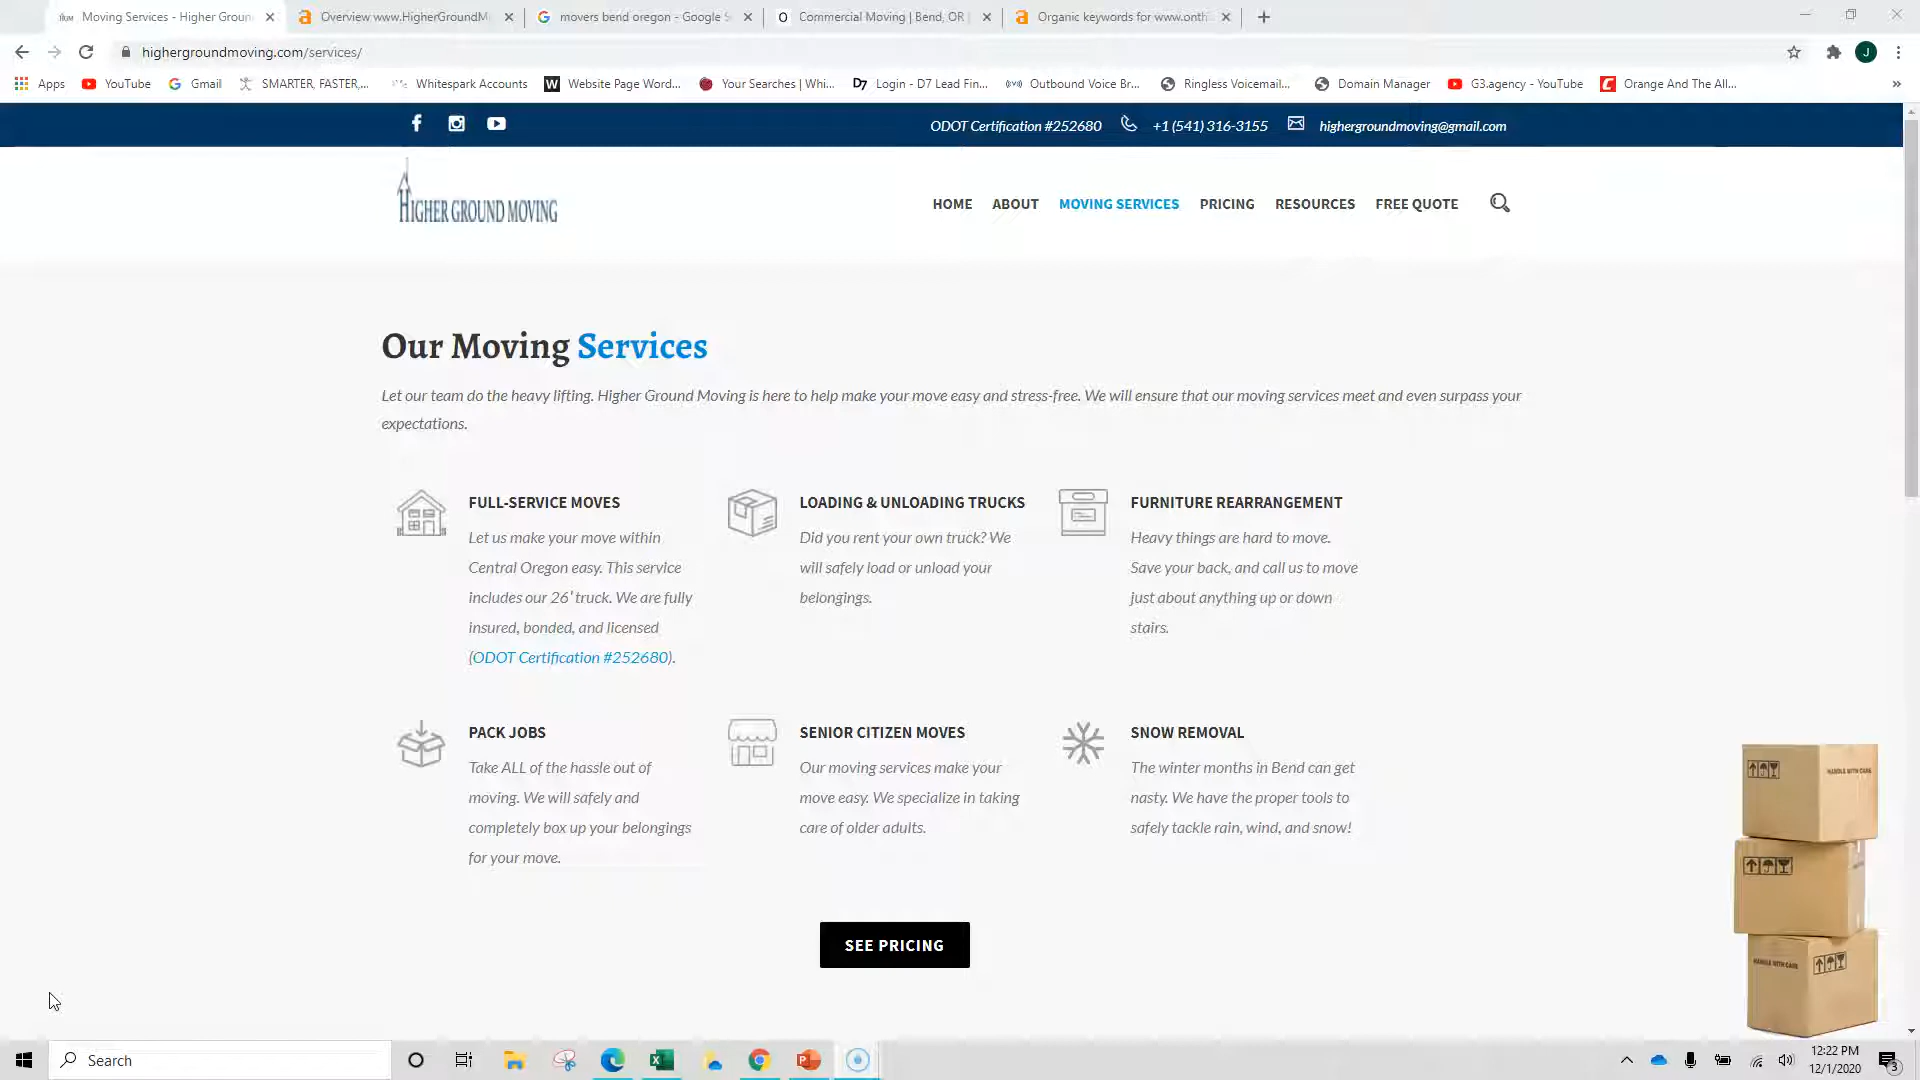 Moving Services - Higher Groun
Overview www.HigherGroundM
movers bend oregon - Google S
Commercial Moving | Bend, OR |
Organic keywords for www.onth
highergroundmoving.com/services/
J
Apps
YouTube
Gmail
SMARTER, FASTER,...
Whitespark Accounts
Website Page Word...
Your Searches | Whi...
Login - D7 Lead Fin...
Outbound Voice Br...
Ringless Voicemail...
Domain Manager
G3.agency - YouTube
Orange And The All...
ODOT Certification #252680
+1 (541) 316-3155
highergroundmoving@gmail.com
HIGHER GROUND MOVING
HOME
ABOUT
MOVING SERVICES
PRICING
RESOURCES
FREE QUOTE
Our Moving Services
Let our team do the heavy lifting. Higher Ground Moving is here to help make your move easy and stress-free. We will ensure that our moving services meet and even surpass your
expectations.
FULL-SERVICE MOVES
Let us make your move within
Central Oregon easy. This service
includes our 26' truck. We are fully
insured, bonded, and licensed
(ODOT Certification #252680).
LOADING & UNLOADING TRUCKS
Did you rent your own truck? We
will safely load or unload your
belongings.
FURNITURE REARRANGEMENT
Heavy things are hard to move.
Save your back, and call us to move
just about anything up or down
stairs.
PACK JOBS
Take ALL of the hassle out of
moving. We will safely and
completely box up your belongings
for your move.
SENIOR CITIZEN MOVES
Our moving services make your
move easy. We specialize in taking
care of older adults.
SNOW REMOVAL
The winter months in Bend can get
nasty. We have the proper tools to
safely tackle rain, wind, and snow!
HANDLE WITH CARE
HANDLE WITH CARE
SEE PRICING
Search
12:22 PM
12/1/2020
3